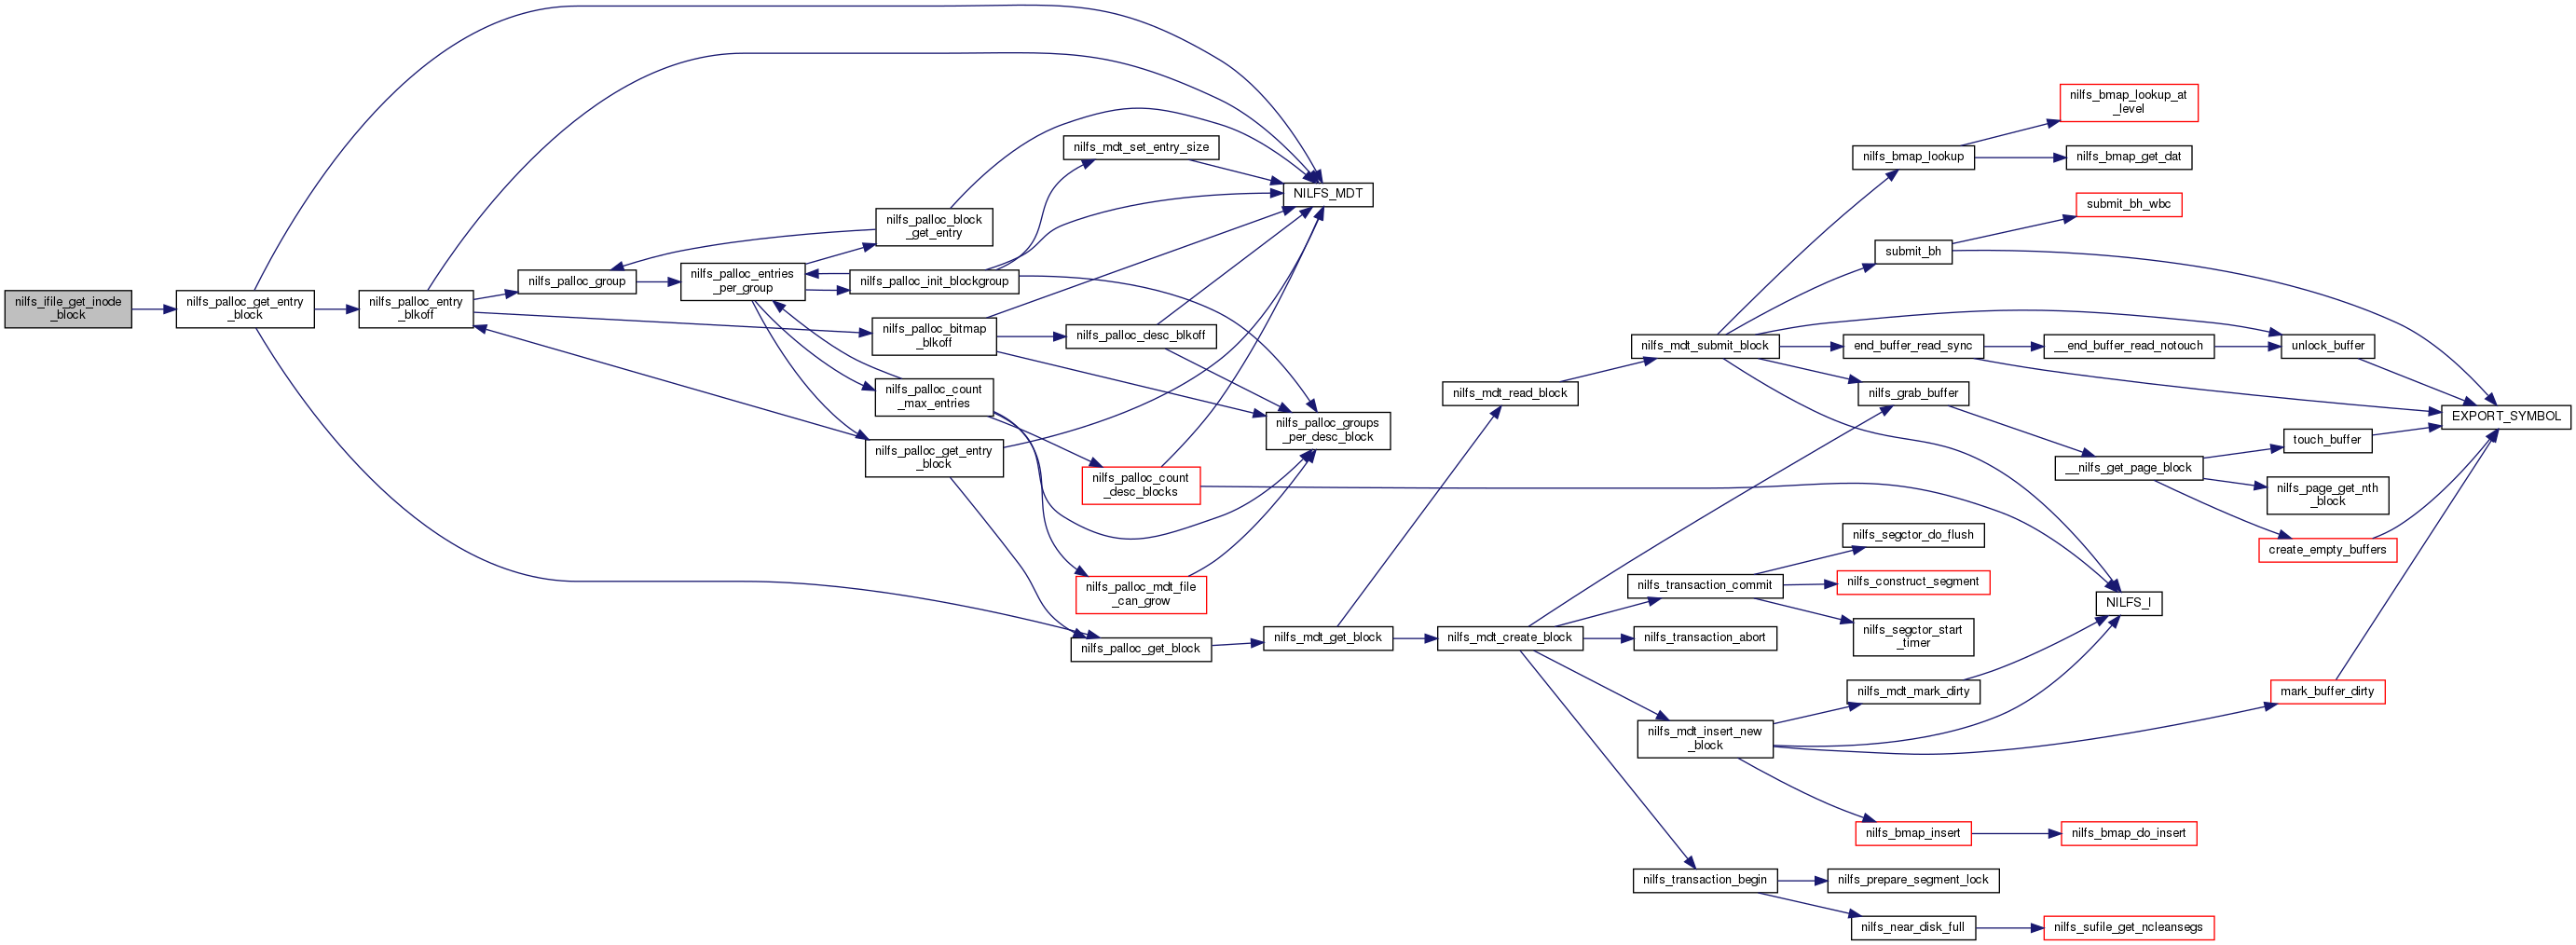 nilfs_ifile_get_inode
_block
nilfs_palloc_get_entry
_block
nilfs_palloc_entry
_blkoff
nilfs_palloc_group
nilfs_palloc_entries
_per_group
nilfs_palloc_block
_get_entry
nilfs_palloc_init_blockgroup
nilfs_palloc_bitmap
_blkoff
nilfs_palloc_count
_max_entries
nilfs_palloc_get_entry
_block
nilfs_mdt_set_entry_size
nilfs_palloc_desc_blkoff
nilfs_palloc_count
_desc_blocks
nilfs_palloc_mdt_file
_can_grow
nilfs_palloc_get_block
NILFS_MDT
nilfs_palloc_groups
_per_desc_block
nilfs_mdt_get_block
nilfs_mdt_read_block
nilfs_mdt_create_block
nilfs_mdt_submit_block
nilfs_transaction_commit
nilfs_transaction_abort
nilfs_mdt_insert_new
_block
nilfs_transaction_begin
nilfs_bmap_lookup
submit_bh
end_buffer_read_sync
nilfs_grab_buffer
nilfs_segctor_do_flush
nilfs_construct_segment
nilfs_segctor_start
_timer
nilfs_mdt_mark_dirty
nilfs_bmap_insert
nilfs_prepare_segment_lock
nilfs_near_disk_full
nilfs_bmap_lookup_at
_level
nilfs_bmap_get_dat
submit_bh_wbc
__end_buffer_read_notouch
__nilfs_get_page_block
NILFS_I
nilfs_bmap_do_insert
nilfs_sufile_get_ncleansegs
unlock_buffer
touch_buffer
nilfs_page_get_nth
_block
create_empty_buffers
mark_buffer_dirty
EXPORT_SYMBOL